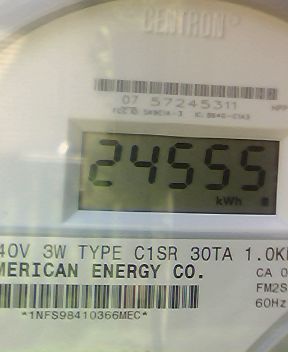 CENTRON
07 57245311
24555
kWh
40V 3W TYPE C1SR 30TA 1.0K
MERICAN ENERGY CO.
CA 0
FM2S
60Hz
*1NFS98410366MEC*